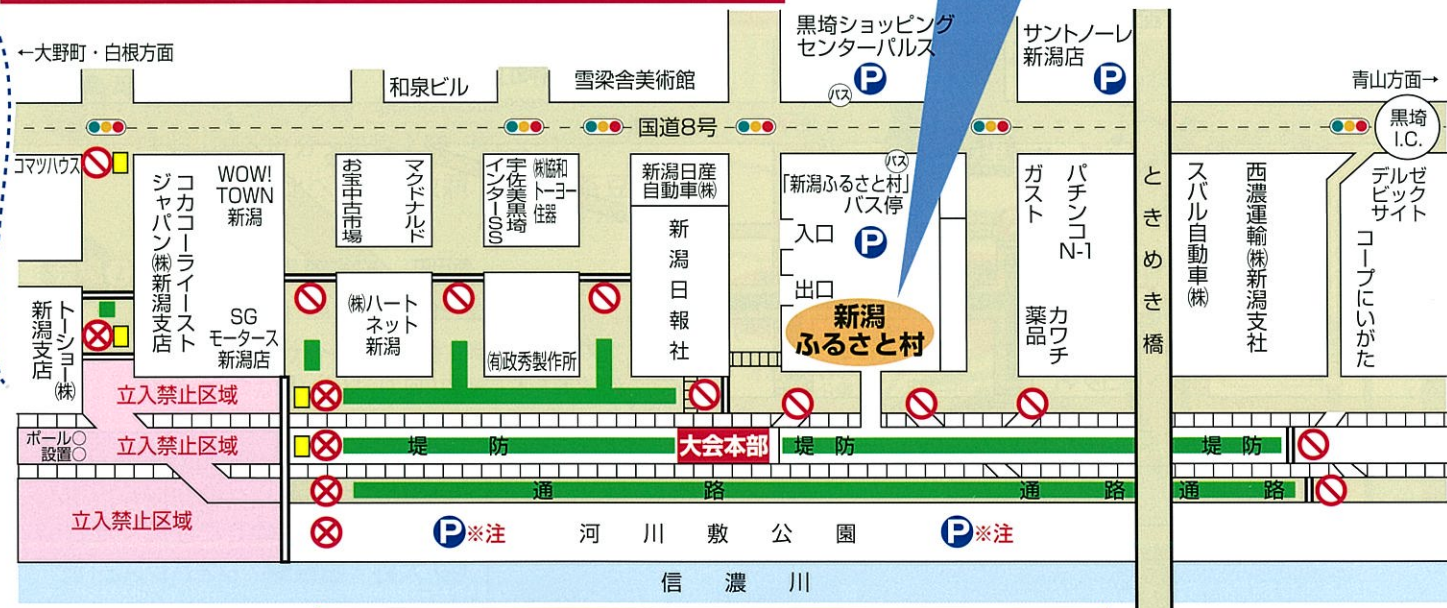 ←大野町・白根方面
和泉ビル
雪梁舎美術館
黒埼ショッピング
センターパルス
P
バス
サントノーレ
新潟店
P
青山方面→
国道8号
黒埼
I.C.
コマツハウス
WOW!
TOWN
新潟
コカコーライースト
ジャパン㈱新潟支店
SG
モータース
新潟店
マクドナルド
お宝中古市場
㈱協和
トーヨー
住器
宇佐美黒埼
インターSS
新潟日産
自動車㈱
新潟日報社
バス
「新潟ふるさと村」
バス停
入口
P
出口
新潟
ふるさと村
パチンコ
N-1
ガスト
カワチ
薬品
ときめき橋
スバル自動車㈱
西濃運輸㈱新潟支社
ゼクト
デルッイ
デビサイト
コープにいがた
トーショー㈱
新潟支店
㈱ハート
ネット
新潟
㈲政秀製作所
立入禁止区域
ポール○
設置○
立入禁止区域
堤防
大会本部
堤防
堤防
通路
通路
通路
立入禁止区域
P※注
河川敷公園
P※注
信濃川